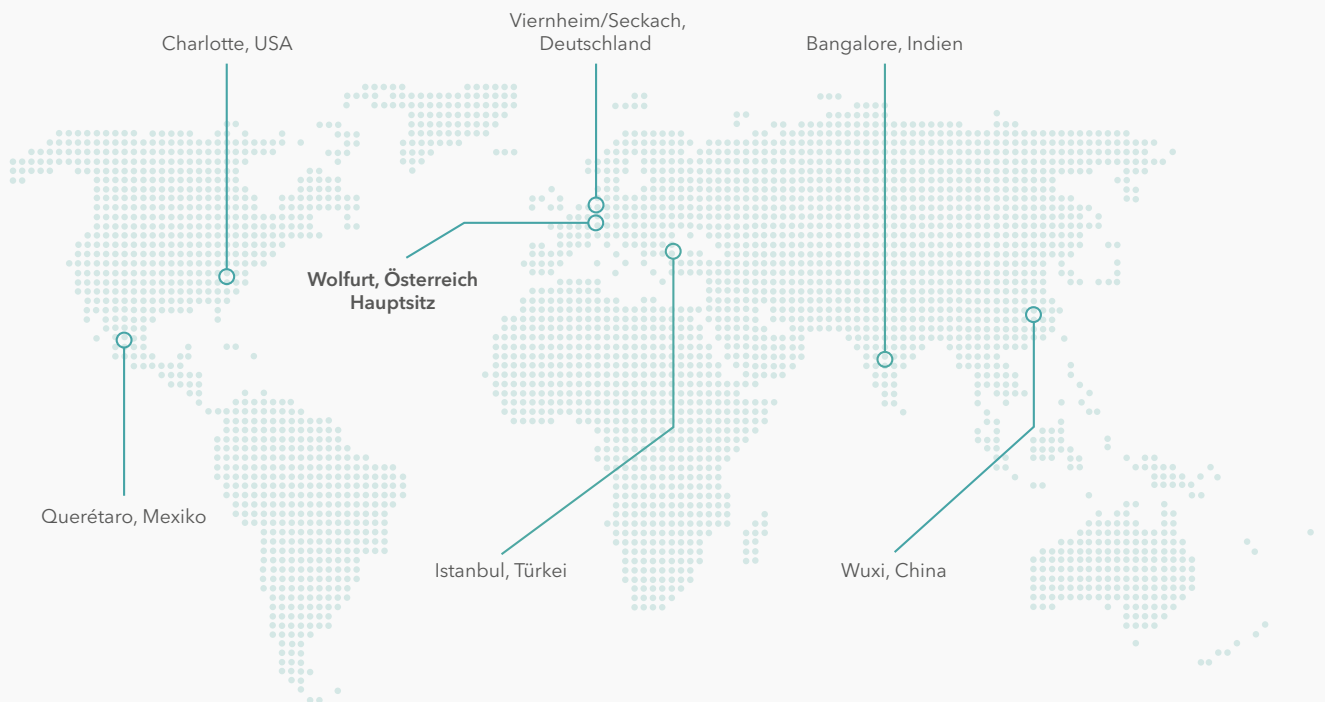 Viernheim/Seckach,
Deutschland
Charlotte, USA
Bangalore, Indien
Wolfurt, Österreich
Hauptsitz
Querétaro, Mexiko
Istanbul, Türkei
Wuxi, China